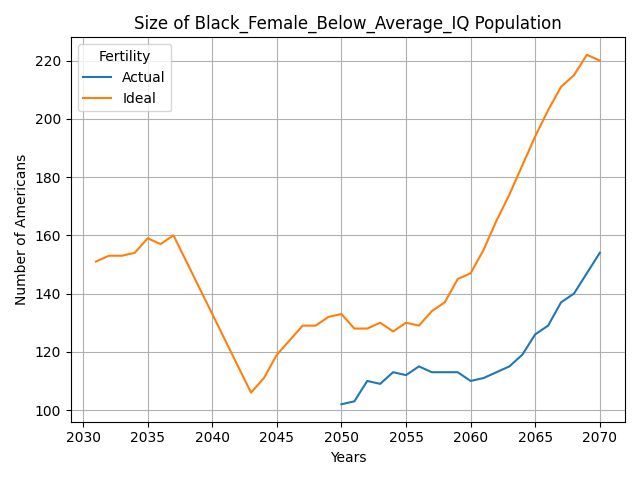 Size of Black_Female_Below_Average_IQ Population
Fertility
Actual
Ideal
Number of Americans
220
200
180
160
140
120
100
2030 2035 2040 2045 2050 2055 2060 2065 2070
Years